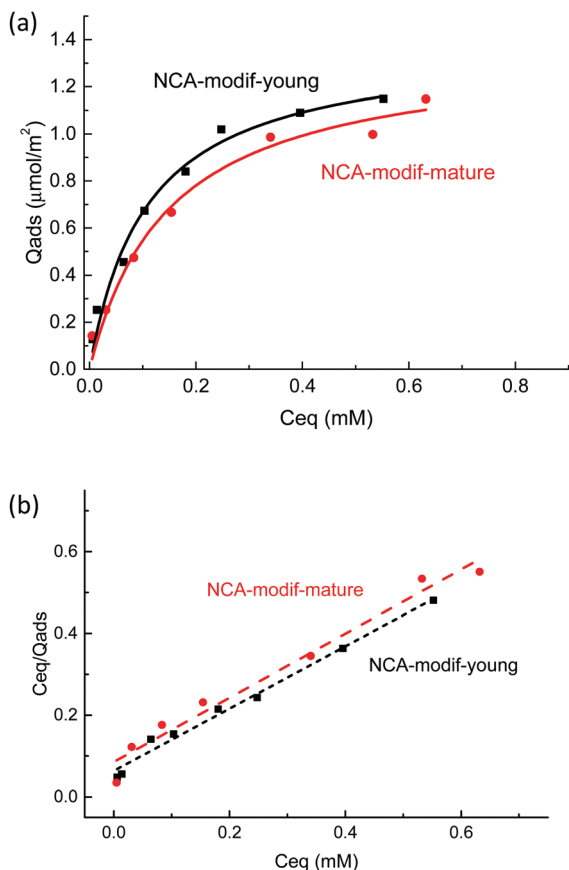 (a)
1.4
1.2
1.0
0.8
0.6
0.4
0.2
0.0
Qads (μmol/m²)
NCA-modif-young
NCA-modif-mature
0.0 0.2 0.4 0.6 0.8
Ceq (mM)
(b)
0.6
0.4
0.2
0.0
Ceq/Qads
NCA-modif-mature
NCA-modif-young
0.0 0.2 0.4 0.6
Ceq (mM)